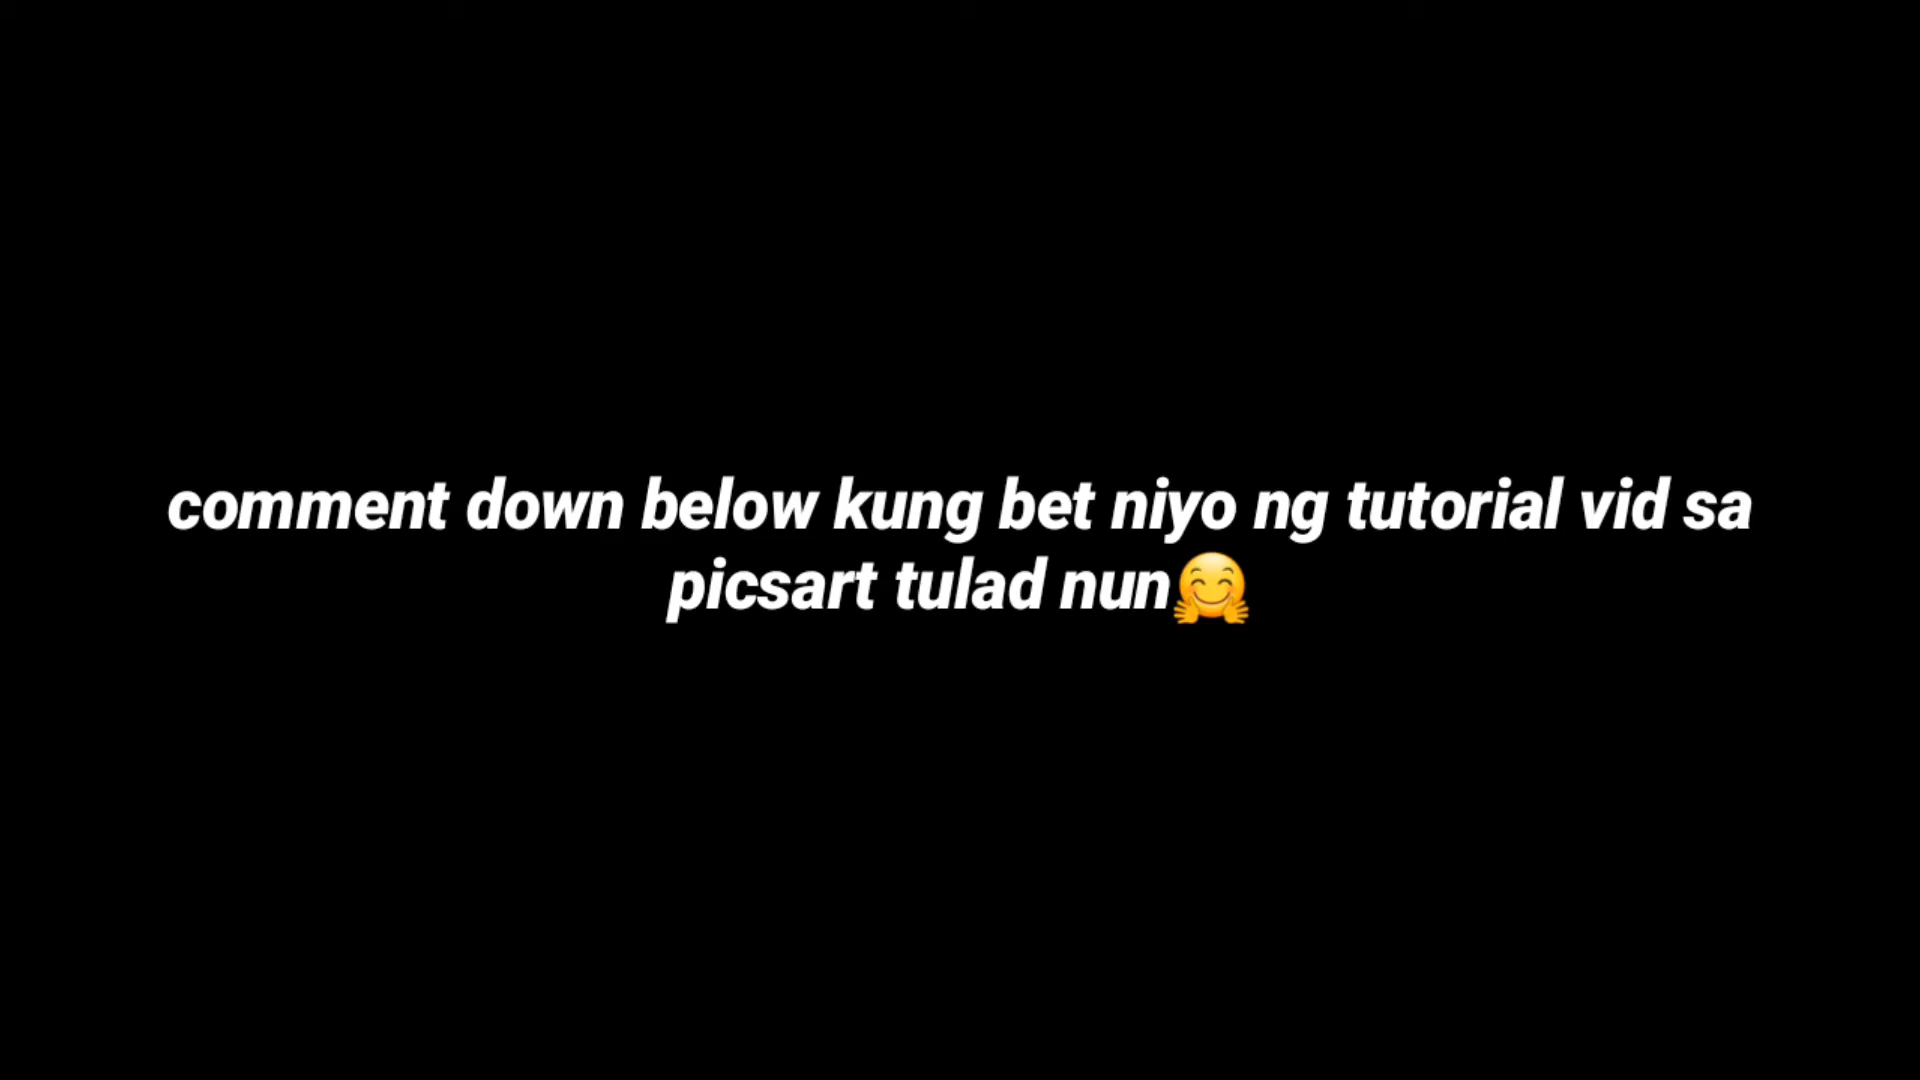 comment down below kung bet niyo ng tutorial vid sa
picsart tulad nun🤗